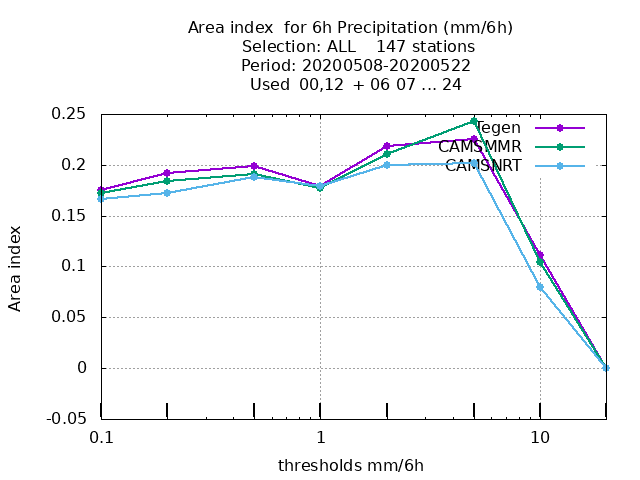 Area index  for 6h Precipitation (mm/6h)
Selection: ALL    147 stations
Period: 20200508-20200522
Used  00,12  + 06 07 ... 24
Tegen
CAMSMMR
CAMSNRT
0.25
0.2
0.15
0.1
0.05
0
-0.05
Area index
0.1 1 10
thresholds mm/6h